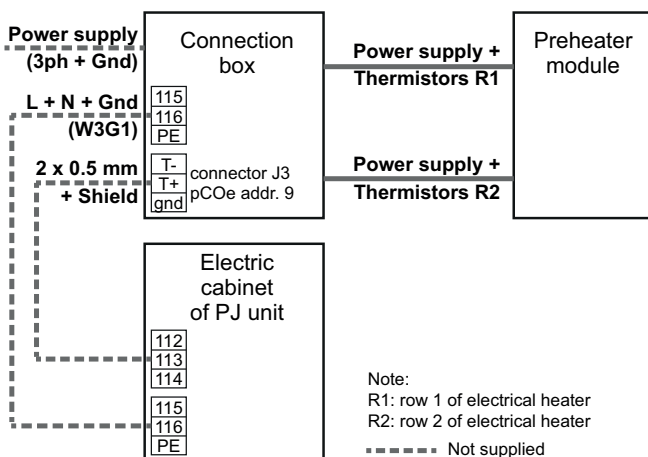 Power supply
(3ph + Gnd)
L + N + Gnd
(W3G1)
2 x 0.5 mm
+ Shield
Connection
box
115
116
PE
T-
T+
gnd
connector J3
pCOe addr. 9
Power supply +
Thermistors R1
Power supply +
Thermistors R2
Preheater
module
Electric
cabinet
of PJ unit
112
113
114
115
116
PE
Note:
R1: row 1 of electrical heater
R2: row 2 of electrical heater
Not supplied